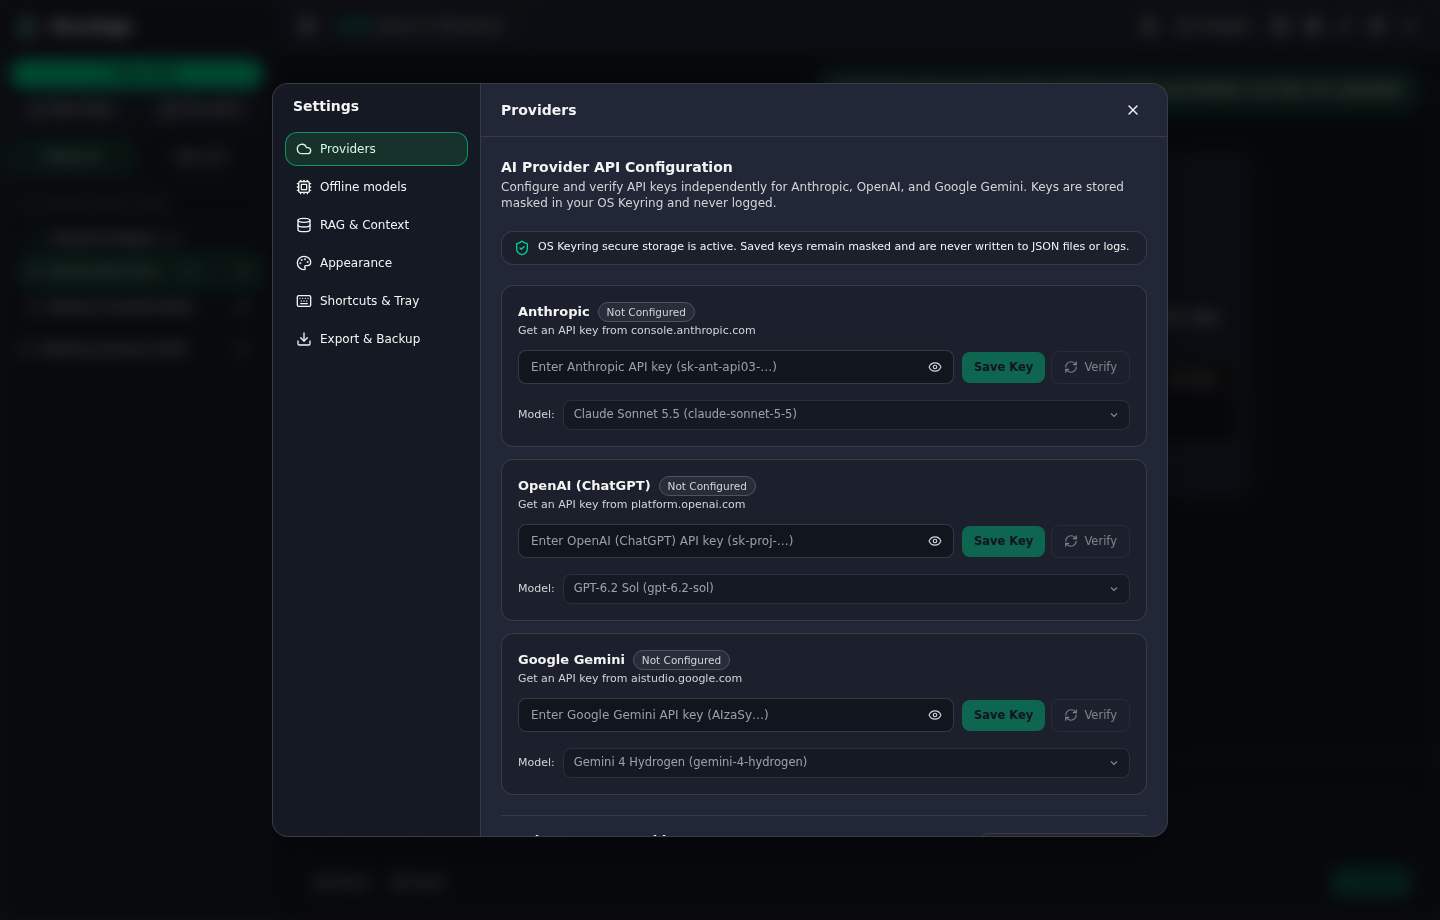 Settings
Providers
Offline models
RAG & Context
Appearance
Shortcuts & Tray
Export & Backup
Providers
AI Provider API Configuration
Configure and verify API keys independently for Anthropic, OpenAI, and Google Gemini. Keys are stored
masked in your OS Keyring and never logged.
OS Keyring secure storage is active. Saved keys remain masked and are never written to JSON files or logs.
Anthropic Not Configured
Get an API key from console.anthropic.com
Enter Anthropic API key (sk-ant-api03-...) Save Key Verify
Model: Claude Sonnet 5.5 (claude-sonnet-5-5)
OpenAI (ChatGPT) Not Configured
Get an API key from platform.openai.com
Enter OpenAI (ChatGPT) API key (sk-proj-...) Save Key Verify
Model: GPT-6.2 Sol (gpt-6.2-sol)
Google Gemini Not Configured
Get an API key from aistudio.google.com
Enter Google Gemini API key (AIzaSy...) Save Key Verify
Model: Gemini 4 Hydrogen (gemini-4-hydrogen)